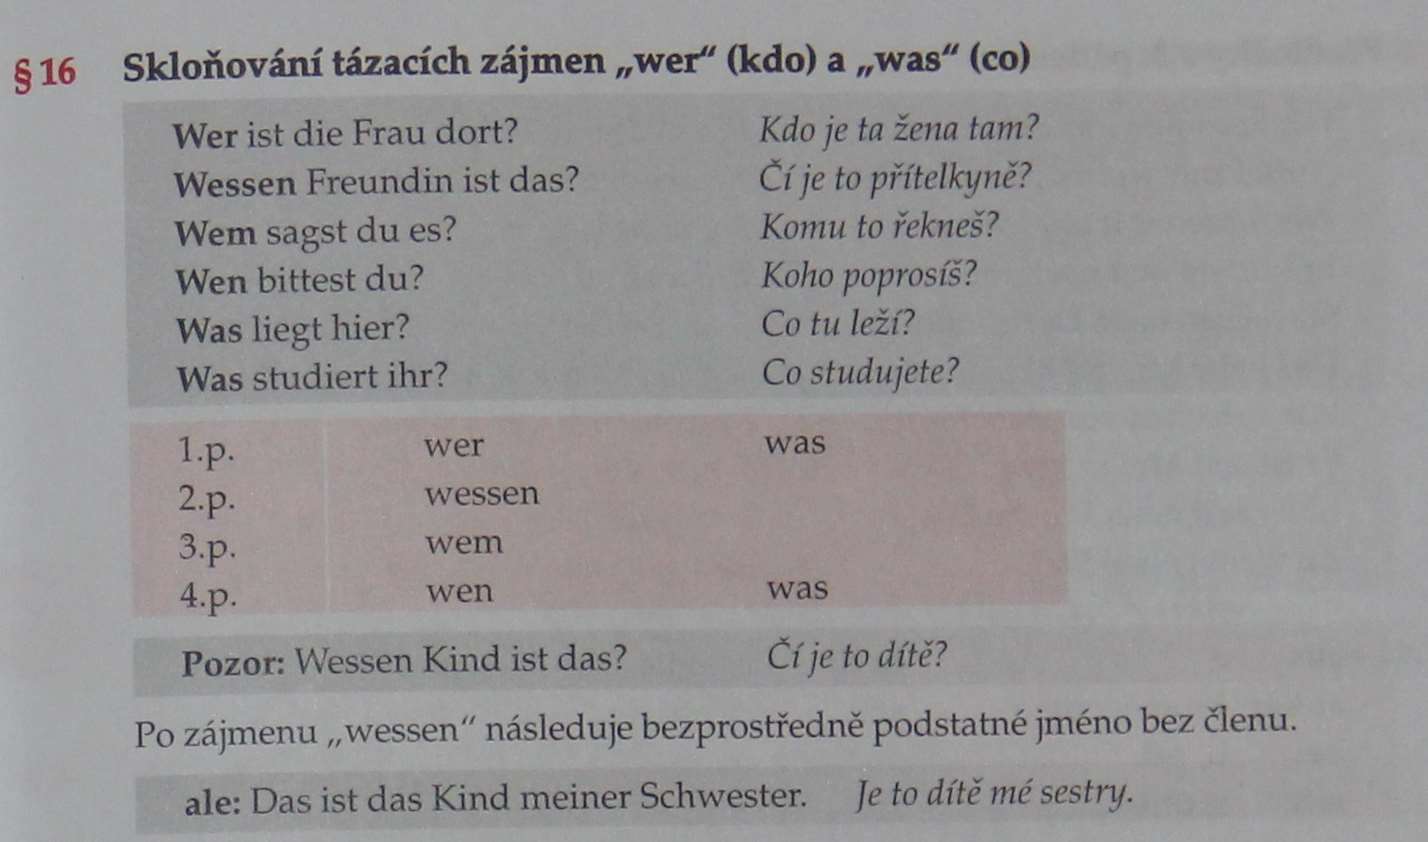 § 16 Skloňování tázacích zájmen „wer“ (kdo) a „was“ (co)
Wer ist die Frau dort? Kdo je ta žena tam?
Wessen Freundin ist das? Čí je to přítelkyně?
Wem sagst du es? Komu to řekneš?
Wen bittest du? Koho poprosíš?
Was liegt hier? Co tu leží?
Was studiert ihr? Co studujete?
1.p. wer was
2.p. wessen
3.p. wem
4.p. wen was
Pozor: Wessen Kind ist das? Čí je to dítě?
Po zájmenu „wessen“ následuje bezprostředně podstatné jméno bez členu.
ale: Das ist das Kind meiner Schwester. Je to dítě mé sestry.